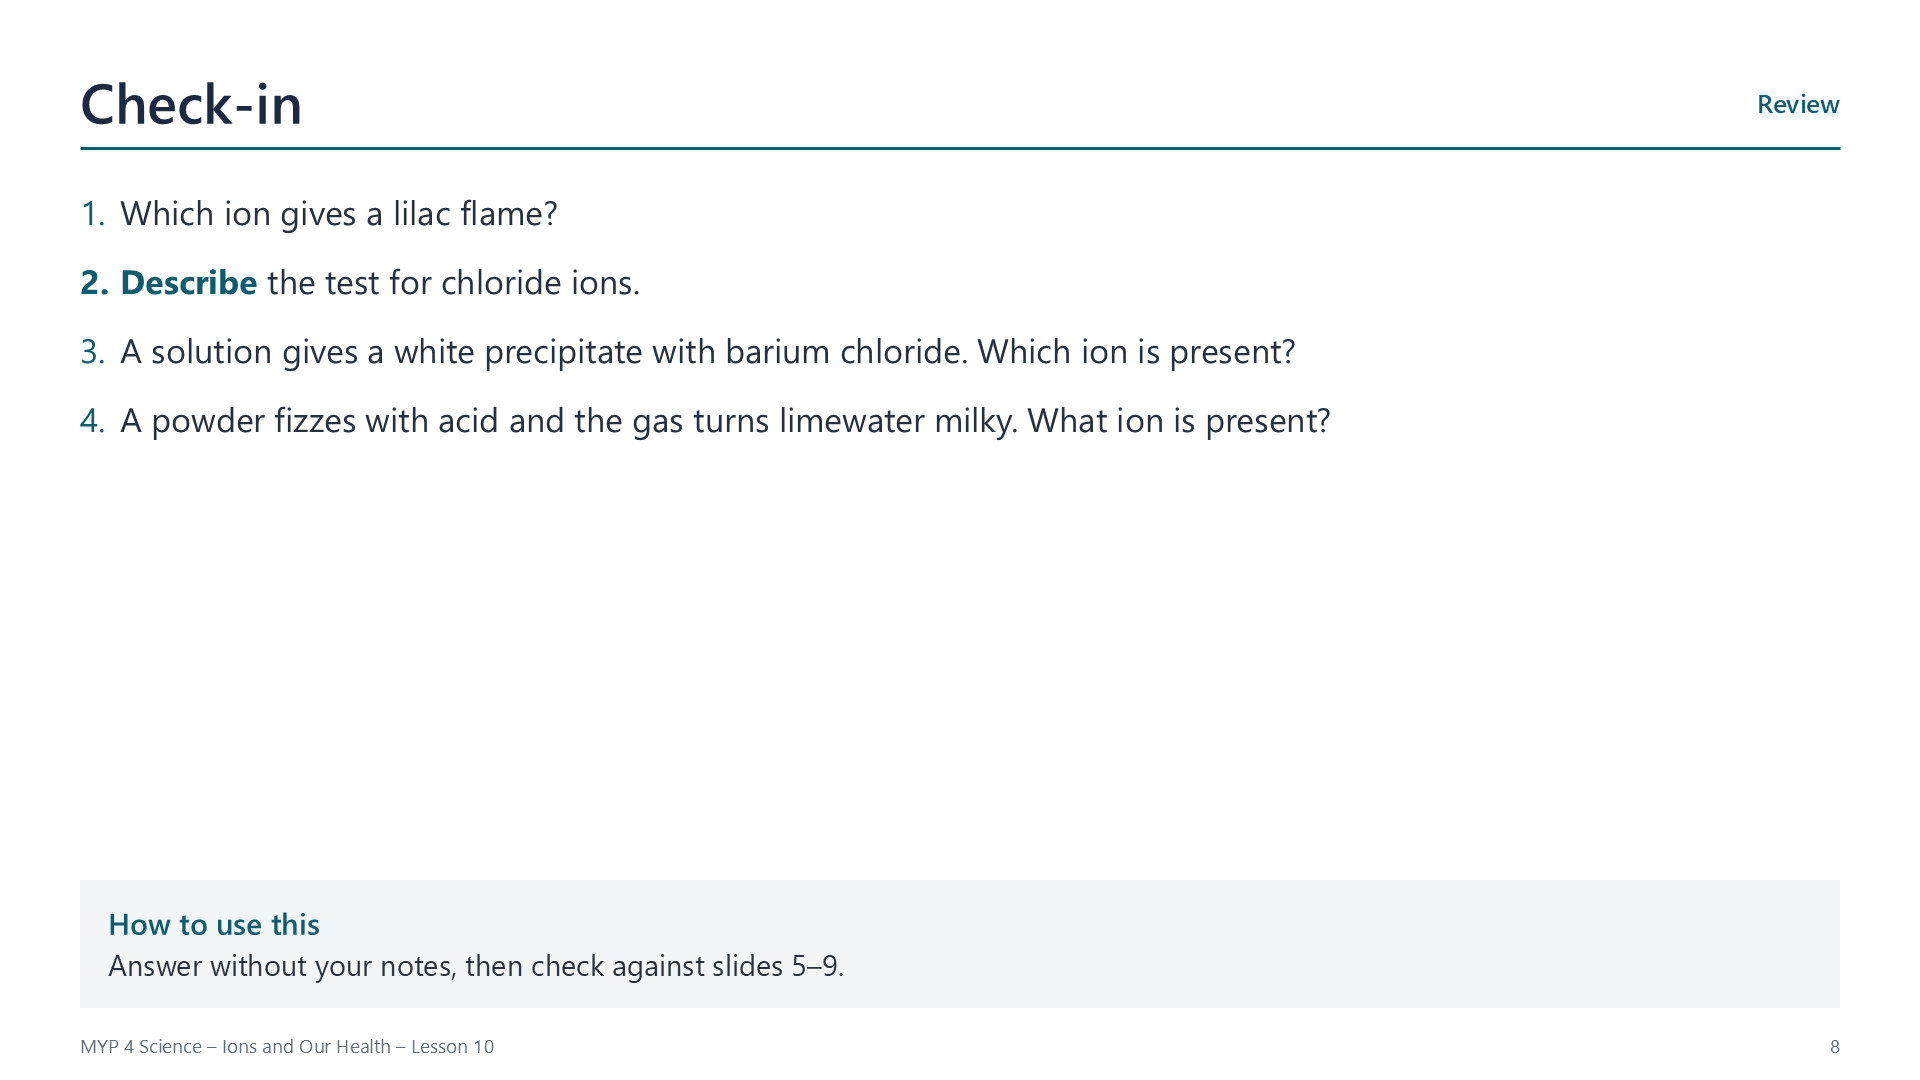 Check-in
Review
1. Which ion gives a lilac flame?
2. Describe the test for chloride ions.
3. A solution gives a white precipitate with barium chloride. Which ion is present?
4. A powder fizzes with acid and the gas turns limewater milky. What ion is present?
How to use this
Answer without your notes, then check against slides 5–9.
MYP 4 Science – Ions and Our Health – Lesson 10
8